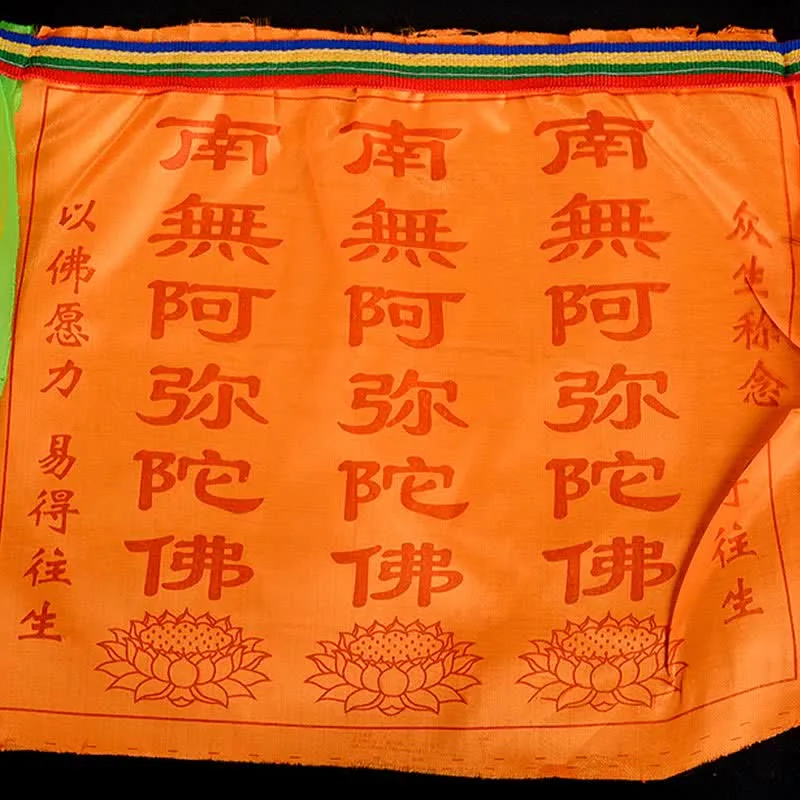 众生称念 往生
南無阿弥陀佛
南無阿弥陀佛
南無阿弥陀佛
以佛愿力 易得往生